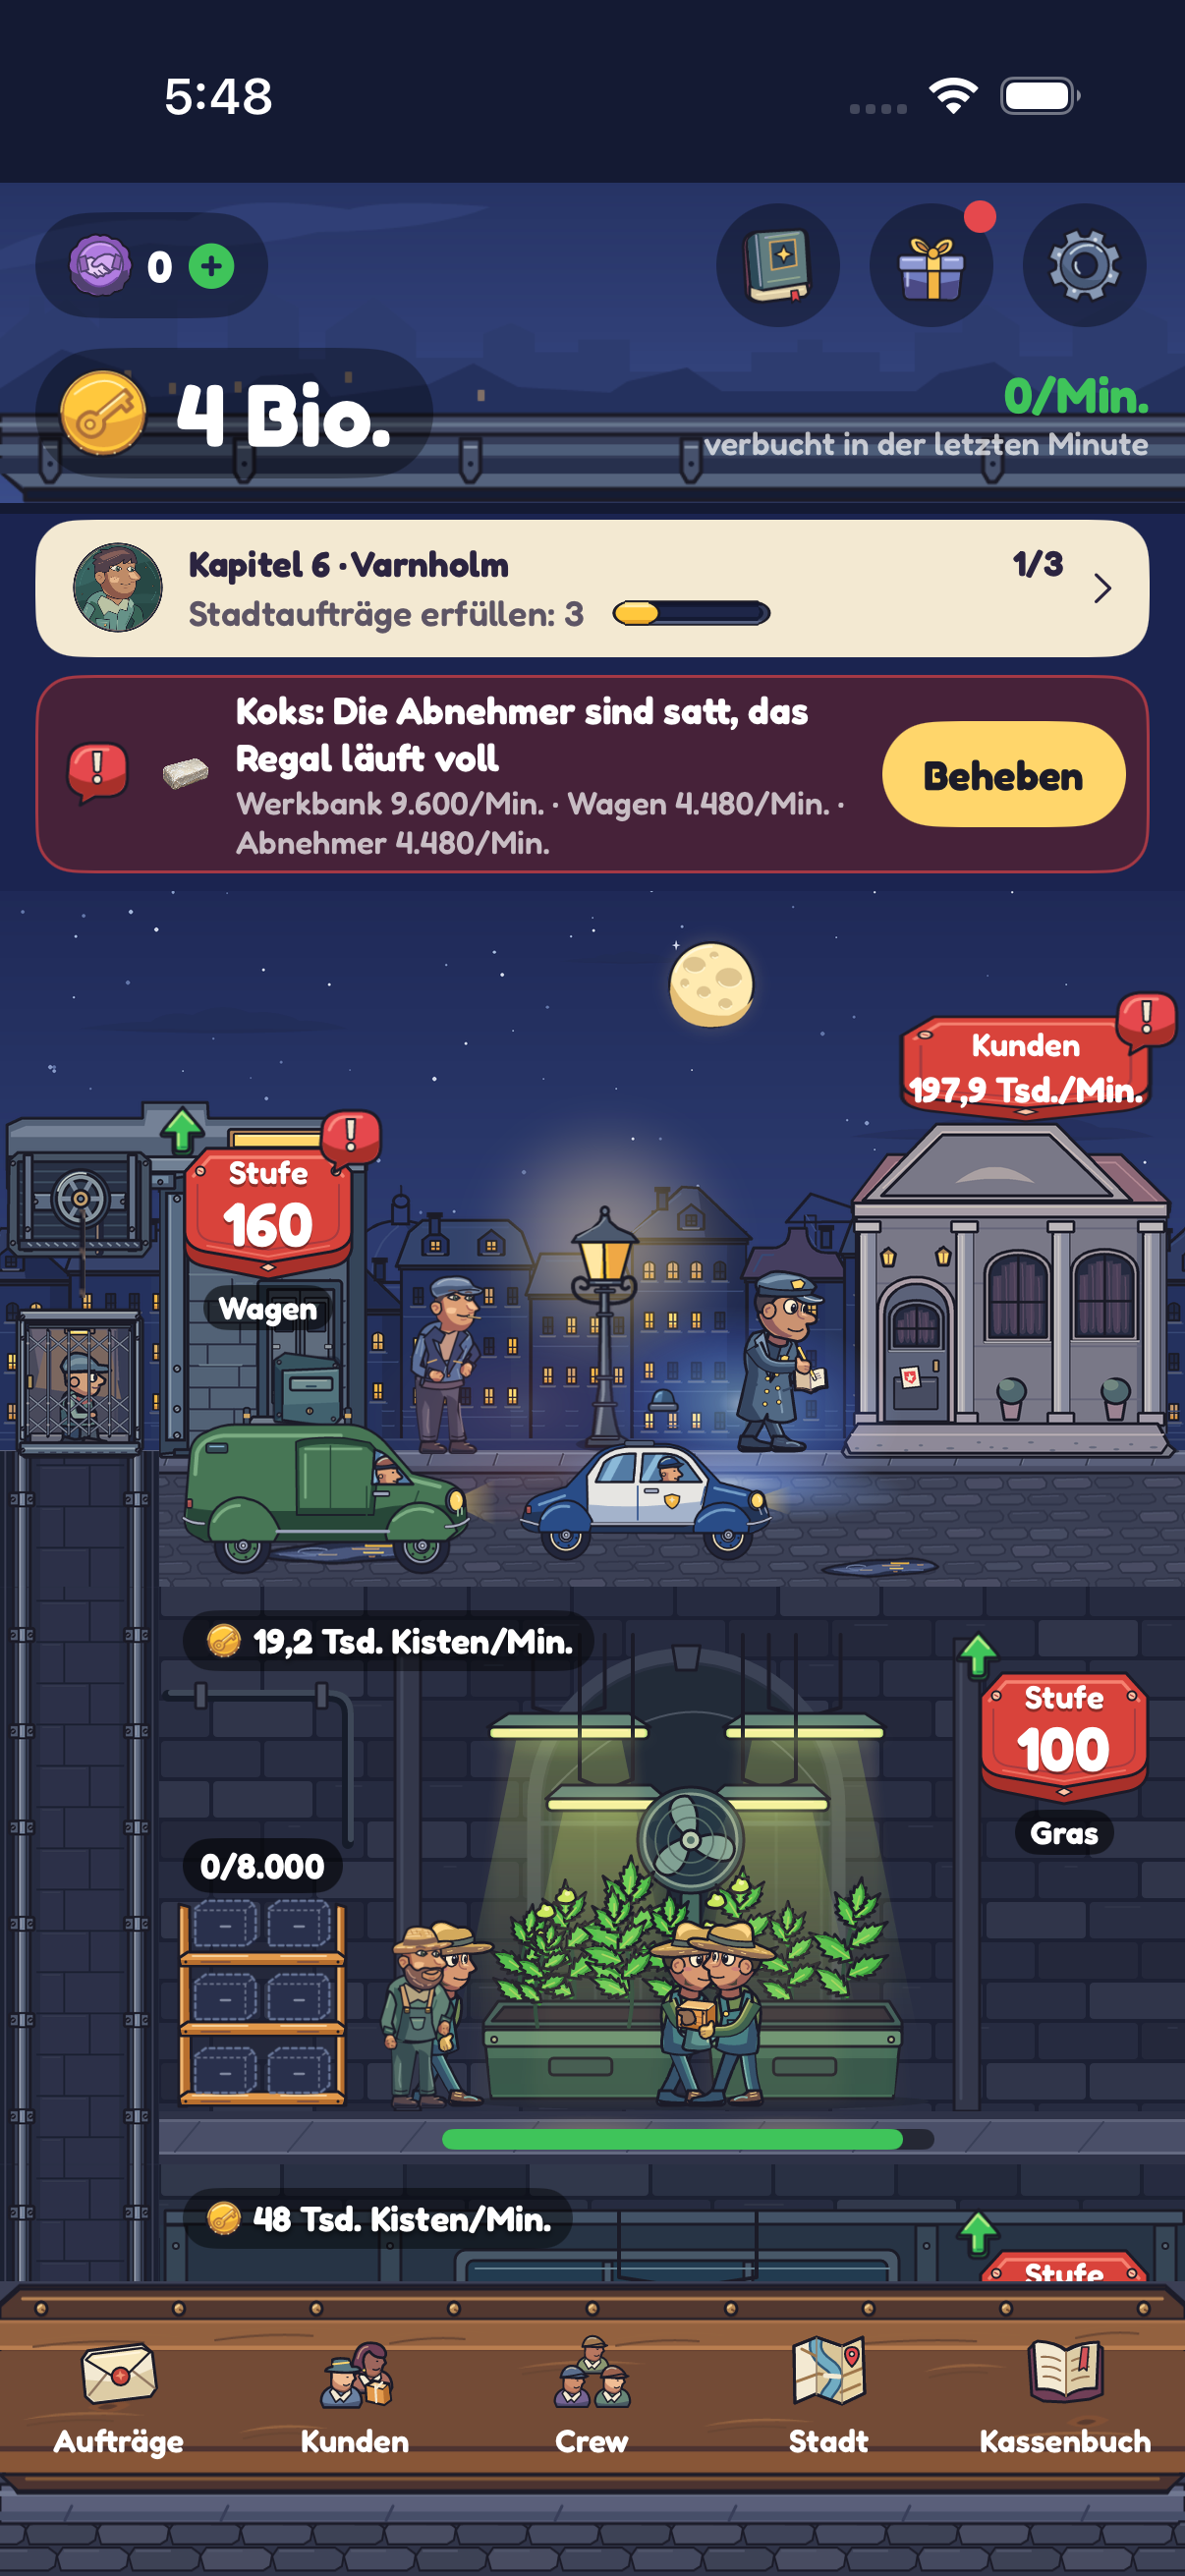 5:48
0
4 Bio.
0/Min.
verbucht in der letzten Minute
Kapitel 6 · Varnholm
1/3
Stadtaufträge erfüllen: 3
Koks: Die Abnehmer sind satt, das
Regal läuft voll
Werkbank 9.600/Min. · Wagen 4.480/Min. ·
Abnehmer 4.480/Min.
Beheben
Kunden
197,9 Tsd./Min.
Stufe
160
Wagen
19,2 Tsd. Kisten/Min.
Stufe
100
Gras
0/8.000
48 Tsd. Kisten/Min.
Stufe
Aufträge
Kunden
Crew
Stadt
Kassenbuch